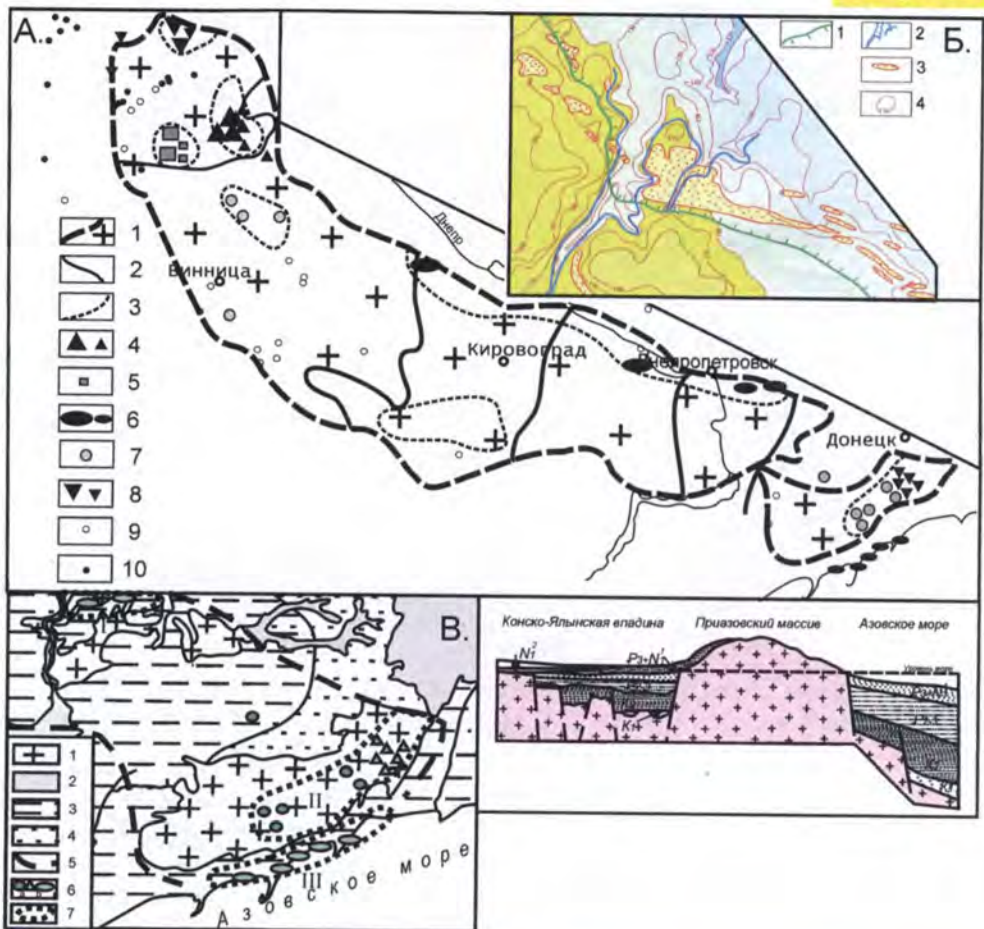 А.
Днепр
Винница
Кировоград
Днепропетровск
Донецк
1
2
3
4
5
6
7
8
9
10
Б.
1
2
3
4
В.
II
III
Азовское море
1
2
3
4
5
6
7
Конско-Ялынская впадина
Приазовский массив
Азовское море